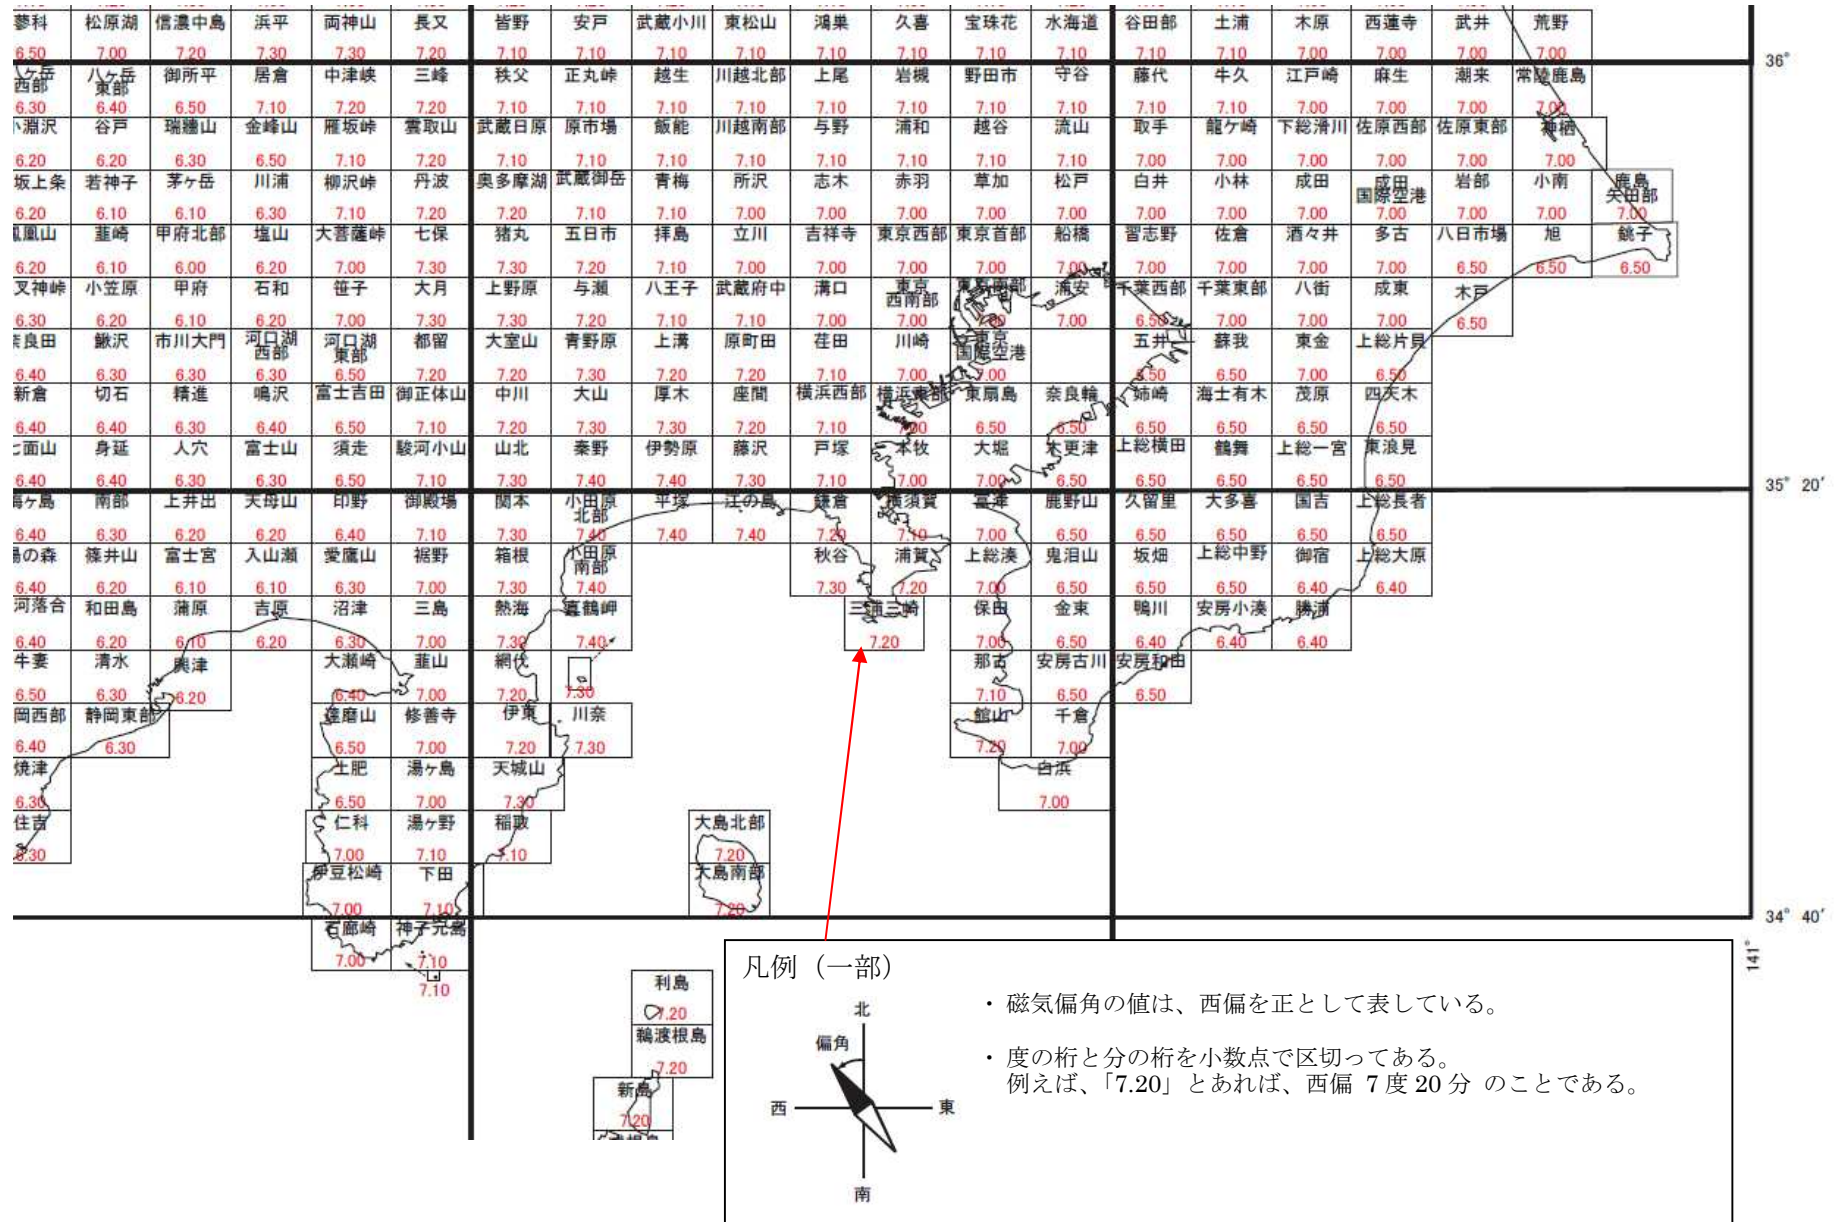 蓼科 松原湖 信濃中島 浜平 両神山 長又 皆野 安戸 武蔵小川 東松山 鴻巣 久喜 宝珠花 水海道 谷田部 土浦 木原 西蓮寺 武井 荒野
6.50 7.00 7.20 7.30 7.30 7.20 7.10 7.10 7.10 7.10 7.10 7.10 7.10 7.10 7.10 7.10 7.00 7.00 7.00 7.00
36°
八ヶ岳西部 八ヶ岳東部 御所平 居倉 中津峡 三峰 秩父 正丸峠 越生 川越北部 上尾 岩槻 野田市 守谷 藤代 牛久 江戸崎 麻生 潮来 常陸鹿島
6.30 6.40 6.50 7.10 7.20 7.20 7.10 7.10 7.10 7.10 7.10 7.10 7.10 7.10 7.10 7.10 7.00 7.00 7.00 7.00
小淵沢 谷戸 瑞牆山 金峰山 雁坂峠 雲取山 武蔵日原 原市場 飯能 川越南部 与野 浦和 越谷 流山 取手 龍ケ崎 下総滑川 佐原西部 佐原東部 神栖
6.20 6.20 6.30 6.50 7.10 7.20 7.10 7.10 7.10 7.10 7.10 7.10 7.10 7.10 7.00 7.00 7.00 7.00 7.00 7.00
坂上条 若神子 茅ヶ岳 川浦 柳沢峠 丹波 奥多摩湖 武蔵御岳 青梅 所沢 志木 赤羽 草加 松戸 白井 小林 成田 成田国際空港 岩部 小南 鹿島矢田部
6.20 6.10 6.10 6.30 7.10 7.20 7.20 7.10 7.10 7.00 7.00 7.00 7.00 7.00 7.00 7.00 7.00 7.00 7.00 7.00 7.00
鳳凰山 韮崎 甲府北部 塩山 大菩薩峠 七保 猪丸 五日市 拝島 立川 吉祥寺 東京西部 東京首部 船橋 習志野 佐倉 酒々井 多古 八日市場 旭 銚子
6.20 6.10 6.00 6.20 7.00 7.30 7.30 7.20 7.10 7.00 7.00 7.00 7.00 7.00 7.00 7.00 7.00 7.00 6.50 6.50 6.50
叉神峠 小笠原 甲府 石和 笹子 大月 上野原 与瀬 八王子 武蔵府中 溝口 東京西南部 東京南部 浦安 千葉西部 千葉東部 八街 成東 木戸
6.30 6.20 6.10 6.20 7.00 7.30 7.30 7.20 7.10 7.10 7.00 7.00 7.00 6.50 7.00 7.00 7.00 6.50
奈良田 鰍沢 市川大門 河口湖西部 河口湖東部 都留 大室山 青野原 上溝 原町田 荏田 川崎 東京国際空港 五井 蘇我 東金 上総片貝
6.40 6.30 6.30 6.30 6.50 7.20 7.20 7.30 7.20 7.20 7.10 7.00 7.00 6.50 6.50 7.00 6.50
新倉 切石 精進 鳴沢 富士吉田 御正体山 中川 大山 厚木 座間 横浜西部 横浜東部 東扇島 奈良輪 姉崎 海士有木 茂原 四天木
6.40 6.40 6.30 6.40 6.50 7.10 7.20 7.30 7.30 7.20 7.10 7.00 6.50 6.50 6.50 6.50 6.50 6.50
七面山 身延 人穴 富士山 須走 駿河小山 山北 秦野 伊勢原 藤沢 戸塚 本牧 大堀 木更津 上総横田 鶴舞 上総一宮 東浪見
6.40 6.40 6.30 6.30 6.50 7.10 7.30 7.40 7.40 7.30 7.10 7.00 7.00 6.50 6.50 6.50 6.50 6.50
35° 20′
ヶ島 南部 上井出 天母山 印野 御殿場 関本 小田原北部 平塚 江の島 鎌倉 横須賀 富津 鹿野山 久留里 大多喜 国吉 上総長者
6.40 6.30 6.20 6.20 6.40 7.10 7.30 7.40 7.40 7.40 7.20 7.10 7.00 6.50 6.50 6.50 6.50 6.50
の森 篠井山 富士宮 入山瀬 愛鷹山 裾野 箱根 小田原南部 秋谷 浦賀 上総湊 鬼泪山 坂畑 上総中野 御宿 上総大原
6.40 6.20 6.10 6.10 6.30 7.00 7.30 7.40 7.30 7.20 7.00 6.50 6.50 6.50 6.40 6.40
河落合 和田島 蒲原 吉原 沼津 三島 熱海 真鶴岬 三浦三崎 保田 金束 鴨川 安房小湊 勝浦
6.40 6.20 6.10 6.20 6.30 7.00 7.30 7.40 7.20 7.00 6.50 6.40 6.40 6.40
牛妻 清水 興津 大瀬崎 韮山 網代 那古 安房古川 安房和田
6.50 6.30 6.20 6.40 7.00 7.20 7.30 7.10 6.50 6.50
岡西部 静岡東部 達磨山 修善寺 伊東 川奈 館山 千倉
6.40 6.30 6.50 7.00 7.20 7.30 7.20 7.00
焼津 土肥 湯ヶ島 天城山 白浜
6.30 6.50 7.00 7.30 7.00
住吉 仁科 湯ヶ野 稲取 大島北部
6.30 7.00 7.10 7.10 7.20
伊豆松崎 下田 大島南部
7.00 7.10 7.20
34° 40′
141°
石廊崎 神子元島
7.00 7.10
7.10
利島
7.20
鵜渡根島
7.20
新島
7.20
凡例（一部）
北
偏角
西 東
南
・ 磁気偏角の値は、西偏を正として表している。
・ 度の桁と分の桁を小数点で区切ってある。
例えば、「7.20」とあれば、西偏 7 度 20 分 のことである。